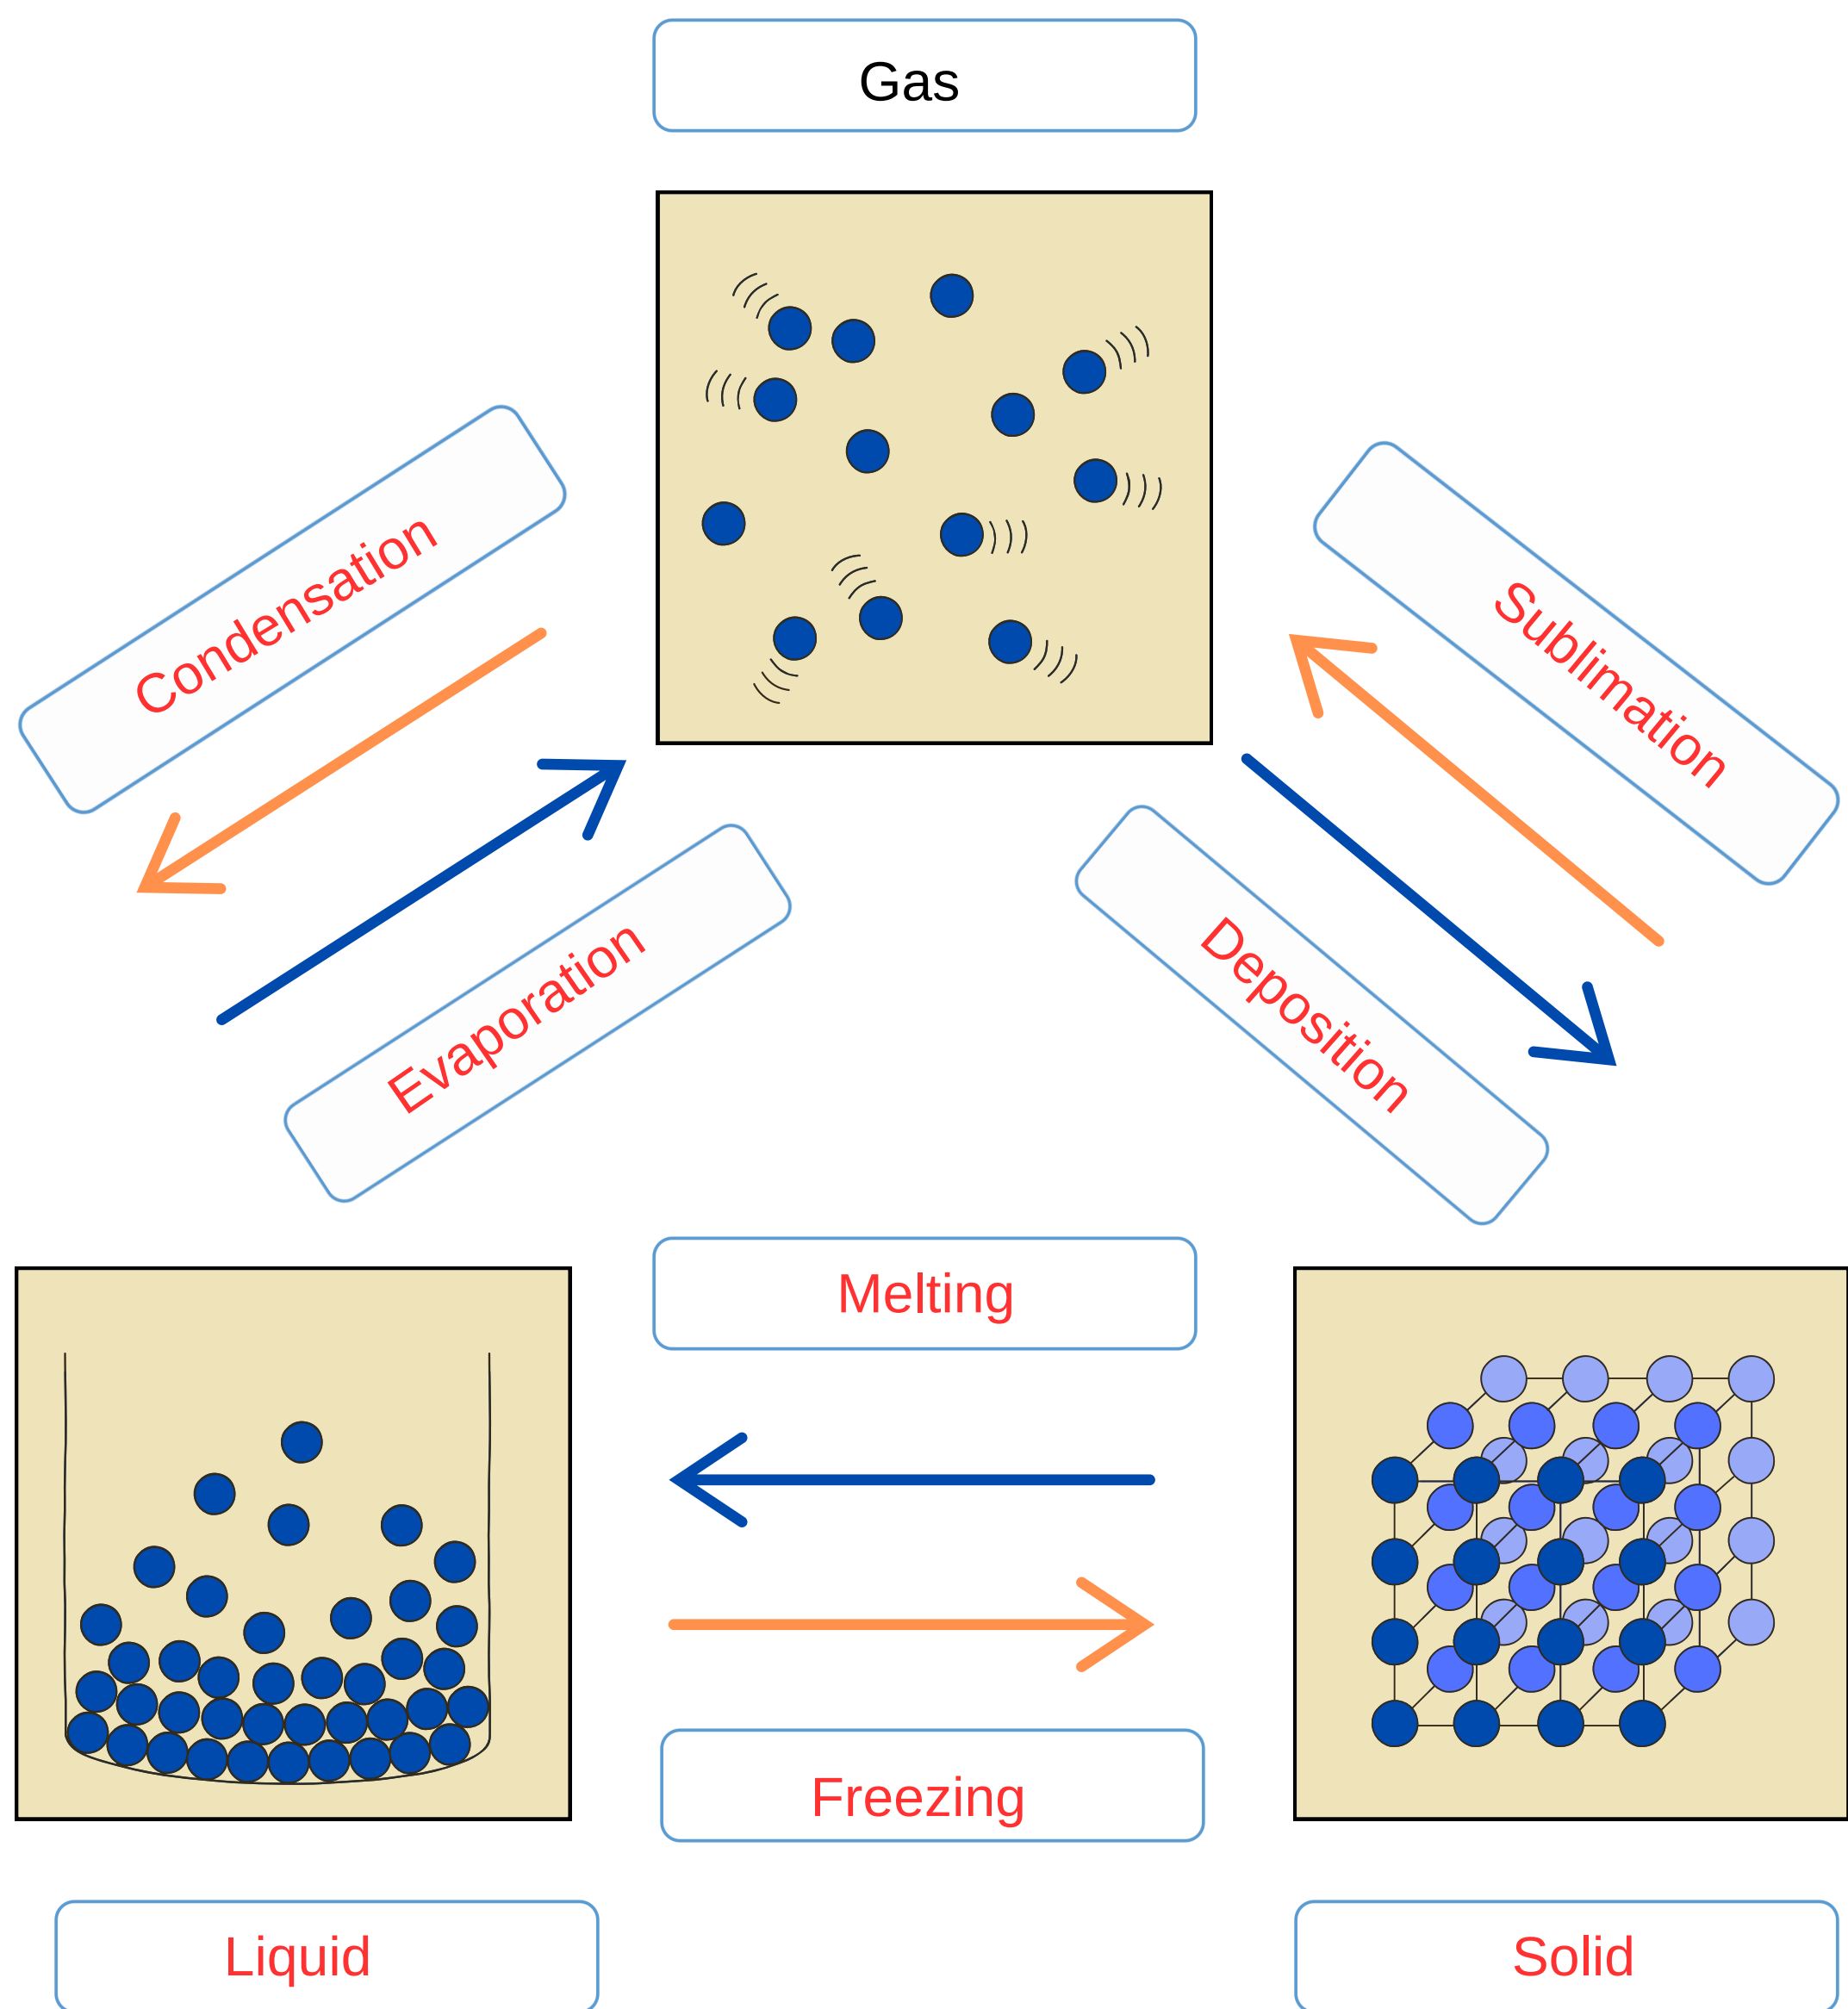 Gas
Condensation
Sublimation
Evaporation
Deposition
Melting
Freezing
Liquid
Solid